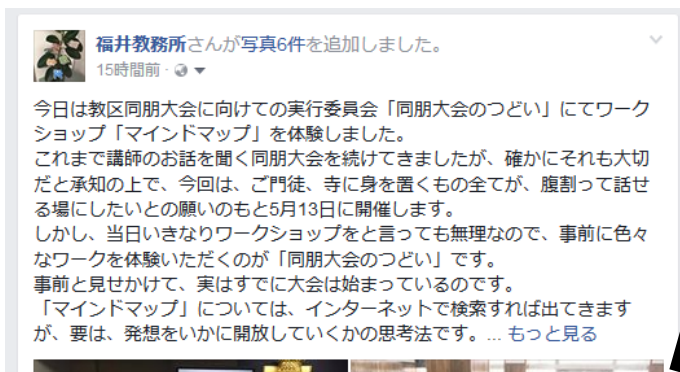 福井教務所さんが写真6件を追加しました。
15時間前 ·
今日は教区同朋大会に向けての実行委員会「同朋大会のつどい」にてワーク
ショップ「マインドマップ」を体験しました。
これまで講師のお話を聞く同朋大会を続けてきましたが、確かにそれも大切
だと承知の上で、今回は、ご門徒、寺に身を置くもの全てが、腹割って話せ
る場にしたいとの願いのもと5月13日に開催します。
しかし、当日いきなりワークショップをと言っても無理なので、事前に色々
なワークを体験いただくのが「同朋大会のつどい」です。
事前と見せかけて、実はすでに大会は始まっているのです。
「マインドマップ」については、インターネットで検索すれば出てきます
が、要は、発想をいかに開放していくかの思考法です。... もっと見る